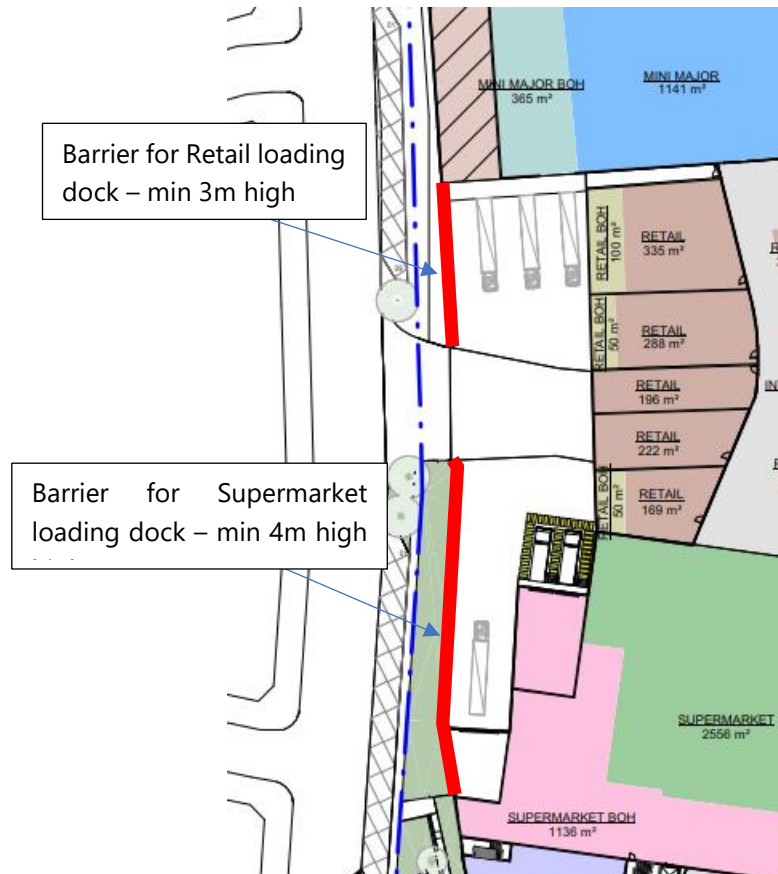 MINI MAJOR BOH
365 m²
MINI MAJOR
1141 m²
Barrier for Retail loading
dock – min 3m high
RETAIL BOH
100 m²
RETAIL
335 m²
RETAIL BOH
50 m²
RETAIL
288 m²
RETAIL
196 m²
RETAIL
222 m²
Barrier for Supermarket
loading dock – min 4m high
RETAIL BOH
50 m²
RETAIL
169 m²
SUPERMARKET
2556 m²
SUPERMARKET BOH
1136 m²